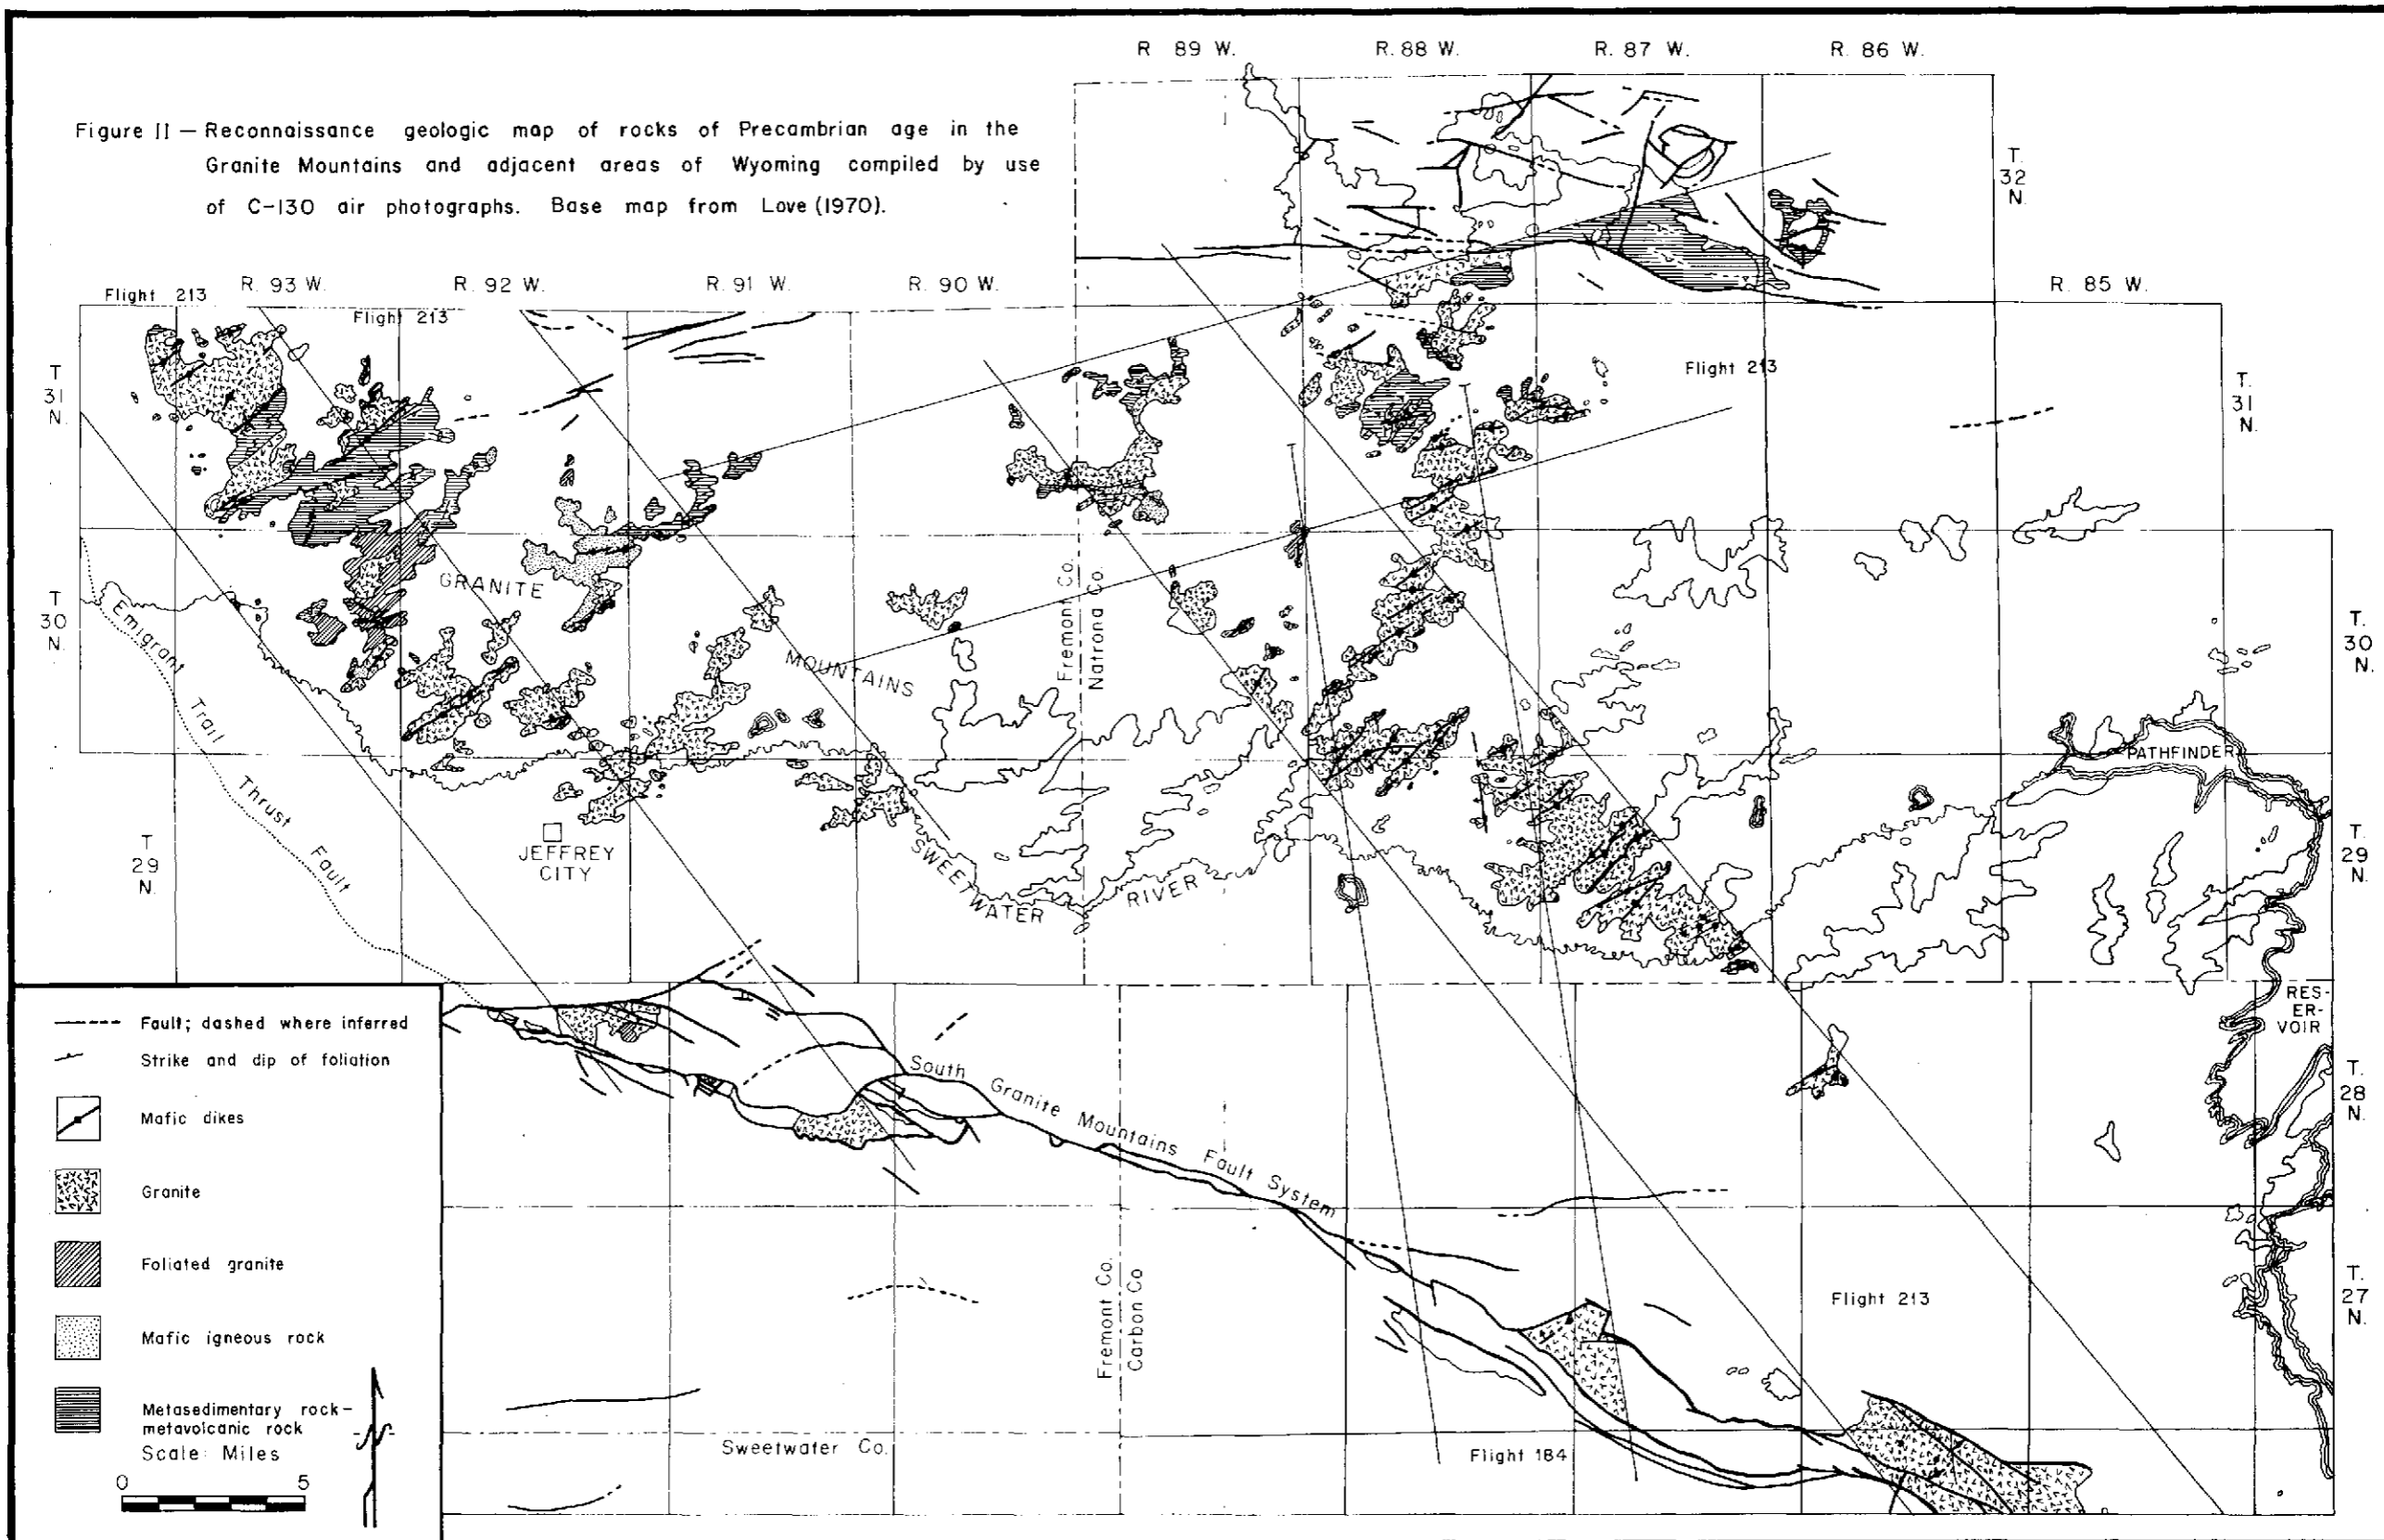 R 89 W.
R. 88 W.
R. 87 W.
R. 86 W.
Figure 11 — Reconnaissance geologic map of rocks of Precambrian age in the
Granite Mountains and adjacent areas of Wyoming compiled by use
of C-130 air photographs. Base map from Love (1970).
T.
32
N.
Flight 213
R. 93 W.
R. 92 W.
R. 91 W.
R. 90 W.
R. 85 W.
Flight 213
Flight 213
T
31
N.
T.
31
N.
GRANITE
MOUNTAINS
Fremont Co.
Natrona Co.
T
30
N.
T.
30
N.
Emigrant Trail Thrust Fault
PATHFINDER
JEFFREY
CITY
SWEETWATER
RIVER
T
29
N.
T.
29
N.
RES-
ER-
VOIR
South Granite Mountains Fault System
T.
28
N.
Fremont Co.
Carbon Co
Flight 213
T.
27
N.
Sweetwater Co.
Flight 184
Fault; dashed where inferred
Strike and dip of foliation
Mafic dikes
Granite
Foliated granite
Mafic igneous rock
Metasedimentary rock-
metavolcanic rock
Scale: Miles
0 5
N